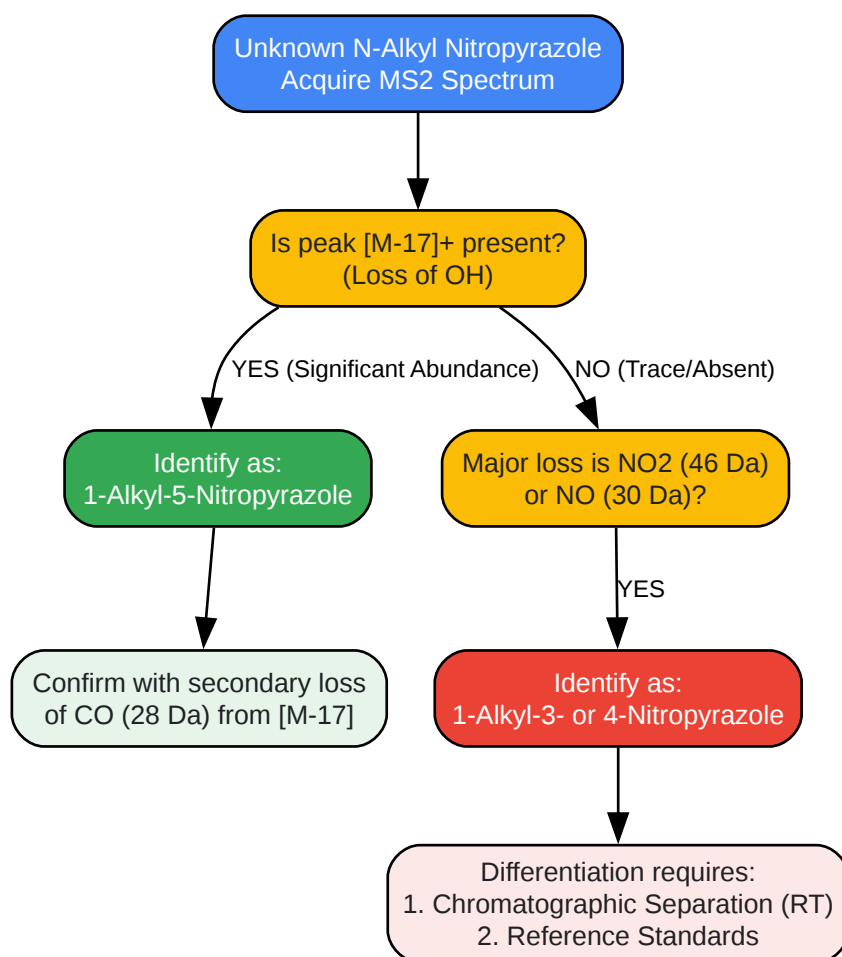 Unknown N-Alkyl Nitropyrazole
Acquire MS2 Spectrum
Is peak [M-17]+ present?
(Loss of OH)
YES (Significant Abundance)
NO (Trace/Absent)
Identify as:
1-Alkyl-5-Nitropyrazole
Major loss is NO2 (46 Da)
or NO (30 Da)?
YES
Confirm with secondary loss
of CO (28 Da) from [M-17]
Identify as:
1-Alkyl-3- or 4-Nitropyrazole
Differentiation requires:
1. Chromatographic Separation (RT)
2. Reference Standards